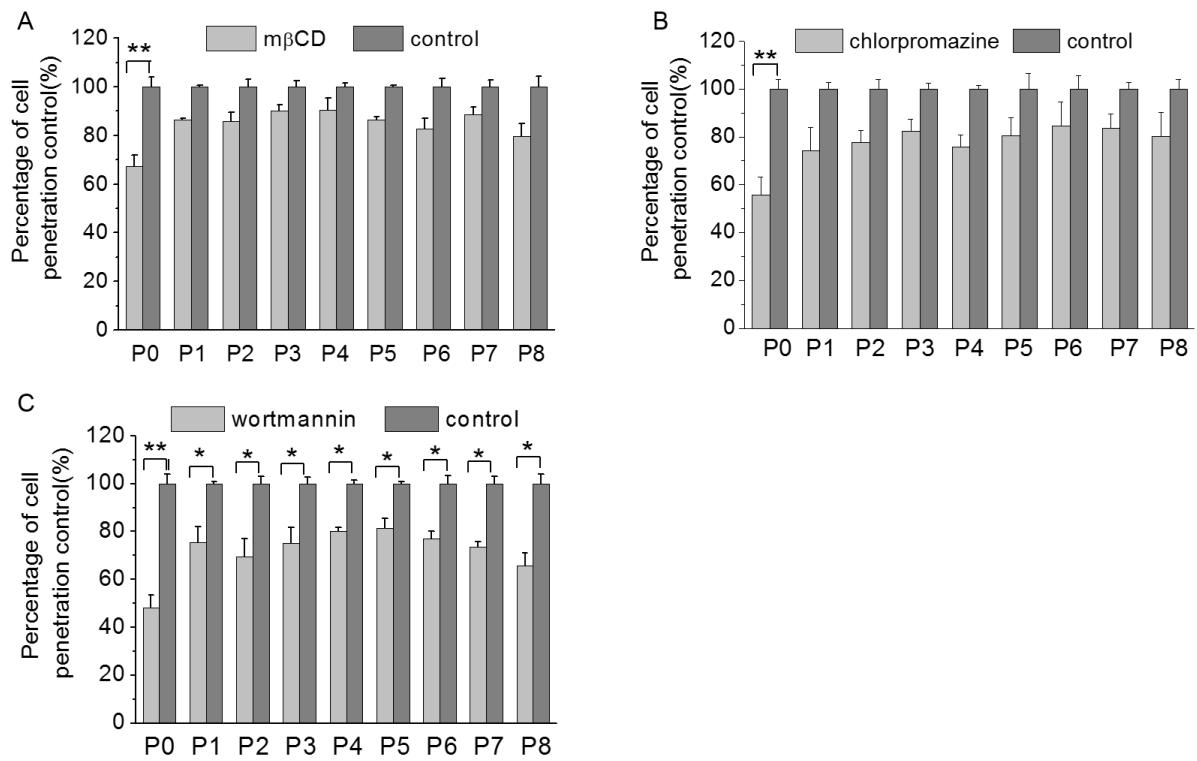 A
mβCD control
Percentage of cell
penetration control(%)
120
100
80
60
40
20
0
**
P0 P1 P2 P3 P4 P5 P6 P7 P8
B
chlorpromazine control
Percentage of cell
penetration control(%)
120
100
80
60
40
20
0
**
P0 P1 P2 P3 P4 P5 P6 P7 P8
C
wortmannin control
Percentage of cell
penetration control(%)
120
100
80
60
40
20
0
** * * * * * * * *
P0 P1 P2 P3 P4 P5 P6 P7 P8